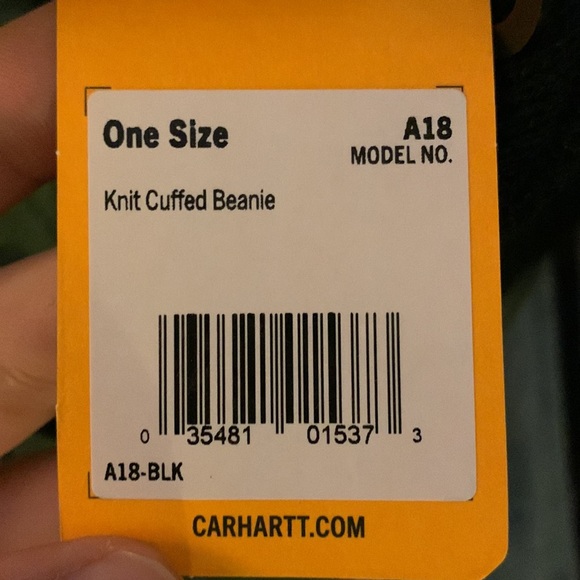 One Size
A18
MODEL NO.
Knit Cuffed Beanie
0 35481 01537 3
A18-BLK
CARHARTT.COM